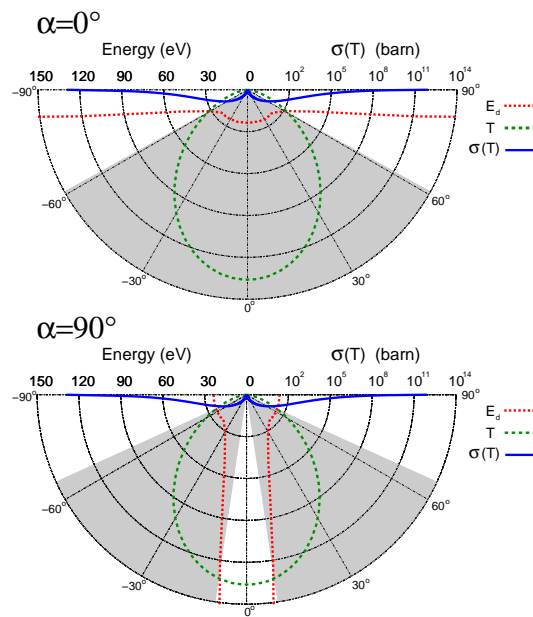 α=0°
Energy (eV) σ(T) (barn)
150 120 90 60 30 0 10² 10⁵ 10⁸ 10¹¹ 10¹⁴
−90° 90°
E_d
T
σ(T)
−60° 60°
−30° 30°
0°
α=90°
Energy (eV) σ(T) (barn)
150 120 90 60 30 0 10² 10⁵ 10⁸ 10¹¹ 10¹⁴
−90° 90°
E_d
T
σ(T)
−60° 60°
−30° 30°
0°